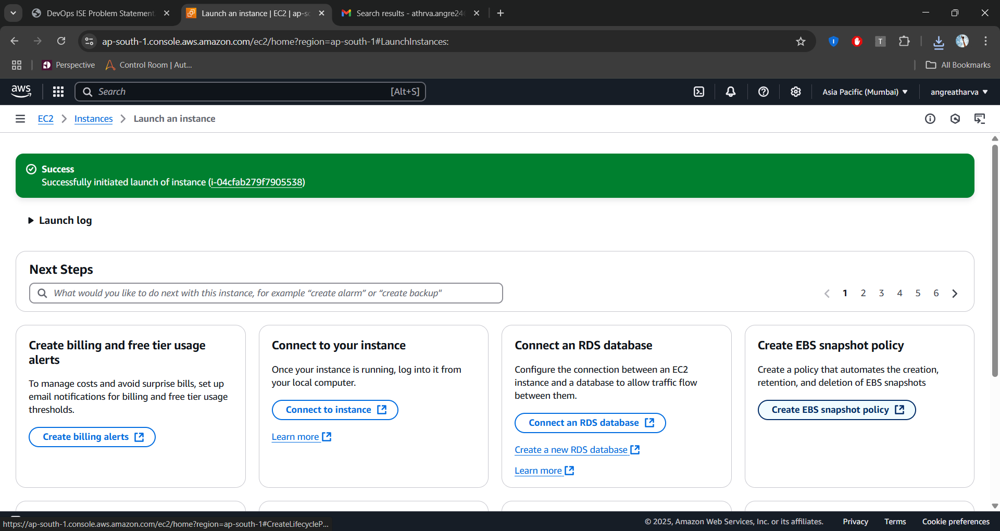 DevOps ISE Problem Statement
Launch an instance | EC2 | ap-so
Search results - athrva.angre240
ap-south-1.console.aws.amazon.com/ec2/home?region=ap-south-1#LaunchInstances:
T
Perspective
Control Room | Aut...
All Bookmarks
aws
Search
[Alt+S]
Asia Pacific (Mumbai)
angreatharva
EC2
Instances
Launch an instance
Success
Successfully initiated launch of instance (i-04cfab279f7905538)
Launch log
Next Steps
What would you like to do next with this instance, for example “create alarm” or “create backup"
1 2 3 4 5 6
Create billing and free tier usage
alerts
To manage costs and avoid surprise bills, set up
email notifications for billing and free tier usage
thresholds.
Create billing alerts
Connect to your instance
Once your instance is running, log into it from
your local computer.
Connect to instance
Learn more
Connect an RDS database
Configure the connection between an EC2
instance and a database to allow traffic flow
between them.
Connect an RDS database
Create a new RDS database
Learn more
Create EBS snapshot policy
Create a policy that automates the creation,
retention, and deletion of EBS snapshots
Create EBS snapshot policy
https://ap-south-1.console.aws.amazon.com/ec2/home?region=ap-south-1#CreateLifecycleP...
© 2025, Amazon Web Services, Inc. or its affiliates.
Privacy
Terms
Cookie preferences